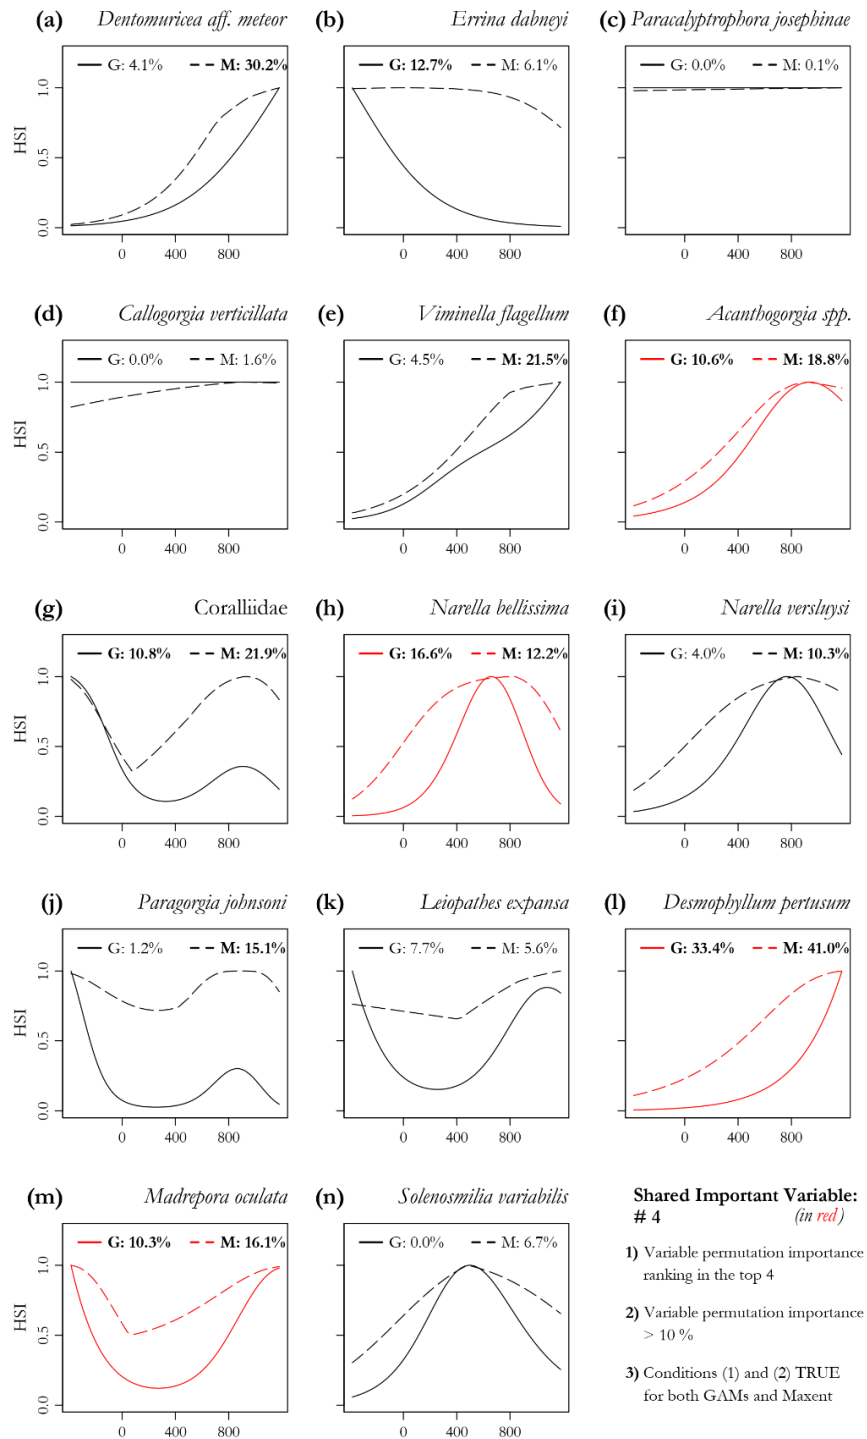 (a) Dentomuricea aff. meteor
G: 4.1% M: 30.2%
HSI
0.0 0.5 1.0
0 400 800
(b) Errina dabneyi
G: 12.7% M: 6.1%
0 400 800
(c) Paracalyptrophora josephinae
G: 0.0% M: 0.1%
0 400 800
(d) Callogorgia verticillata
G: 0.0% M: 1.6%
HSI
0.0 0.5 1.0
0 400 800
(e) Viminella flagellum
G: 4.5% M: 21.5%
0 400 800
(f) Acanthogorgia spp.
G: 10.6% M: 18.8%
0 400 800
(g) Coralliidae
G: 10.8% M: 21.9%
HSI
0.0 0.5 1.0
0 400 800
(h) Narella bellissima
G: 16.6% M: 12.2%
0 400 800
(i) Narella versluysi
G: 4.0% M: 10.3%
0 400 800
(j) Paragorgia johnsoni
G: 1.2% M: 15.1%
HSI
0.0 0.5 1.0
0 400 800
(k) Leiopathes expansa
G: 7.7% M: 5.6%
0 400 800
(l) Desmophyllum pertusum
G: 33.4% M: 41.0%
0 400 800
(m) Madrepora oculata
G: 10.3% M: 16.1%
HSI
0.0 0.5 1.0
0 400 800
(n) Solenosmilia variabilis
G: 0.0% M: 6.7%
0 400 800
Shared Important Variable:
# 4 (in red)
1) Variable permutation importance
ranking in the top 4
2) Variable permutation importance
> 10 %
3) Conditions (1) and (2) TRUE
for both GAMs and Maxent